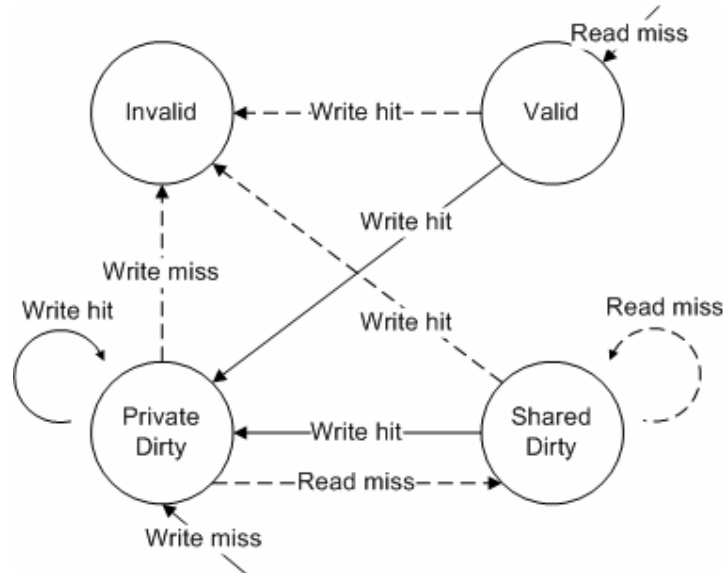 Read miss
Invalid
Write hit
Valid
Write hit
Write miss
Write hit
Write hit
Read miss
Private
Dirty
Write hit
Shared
Dirty
Read miss
Write miss